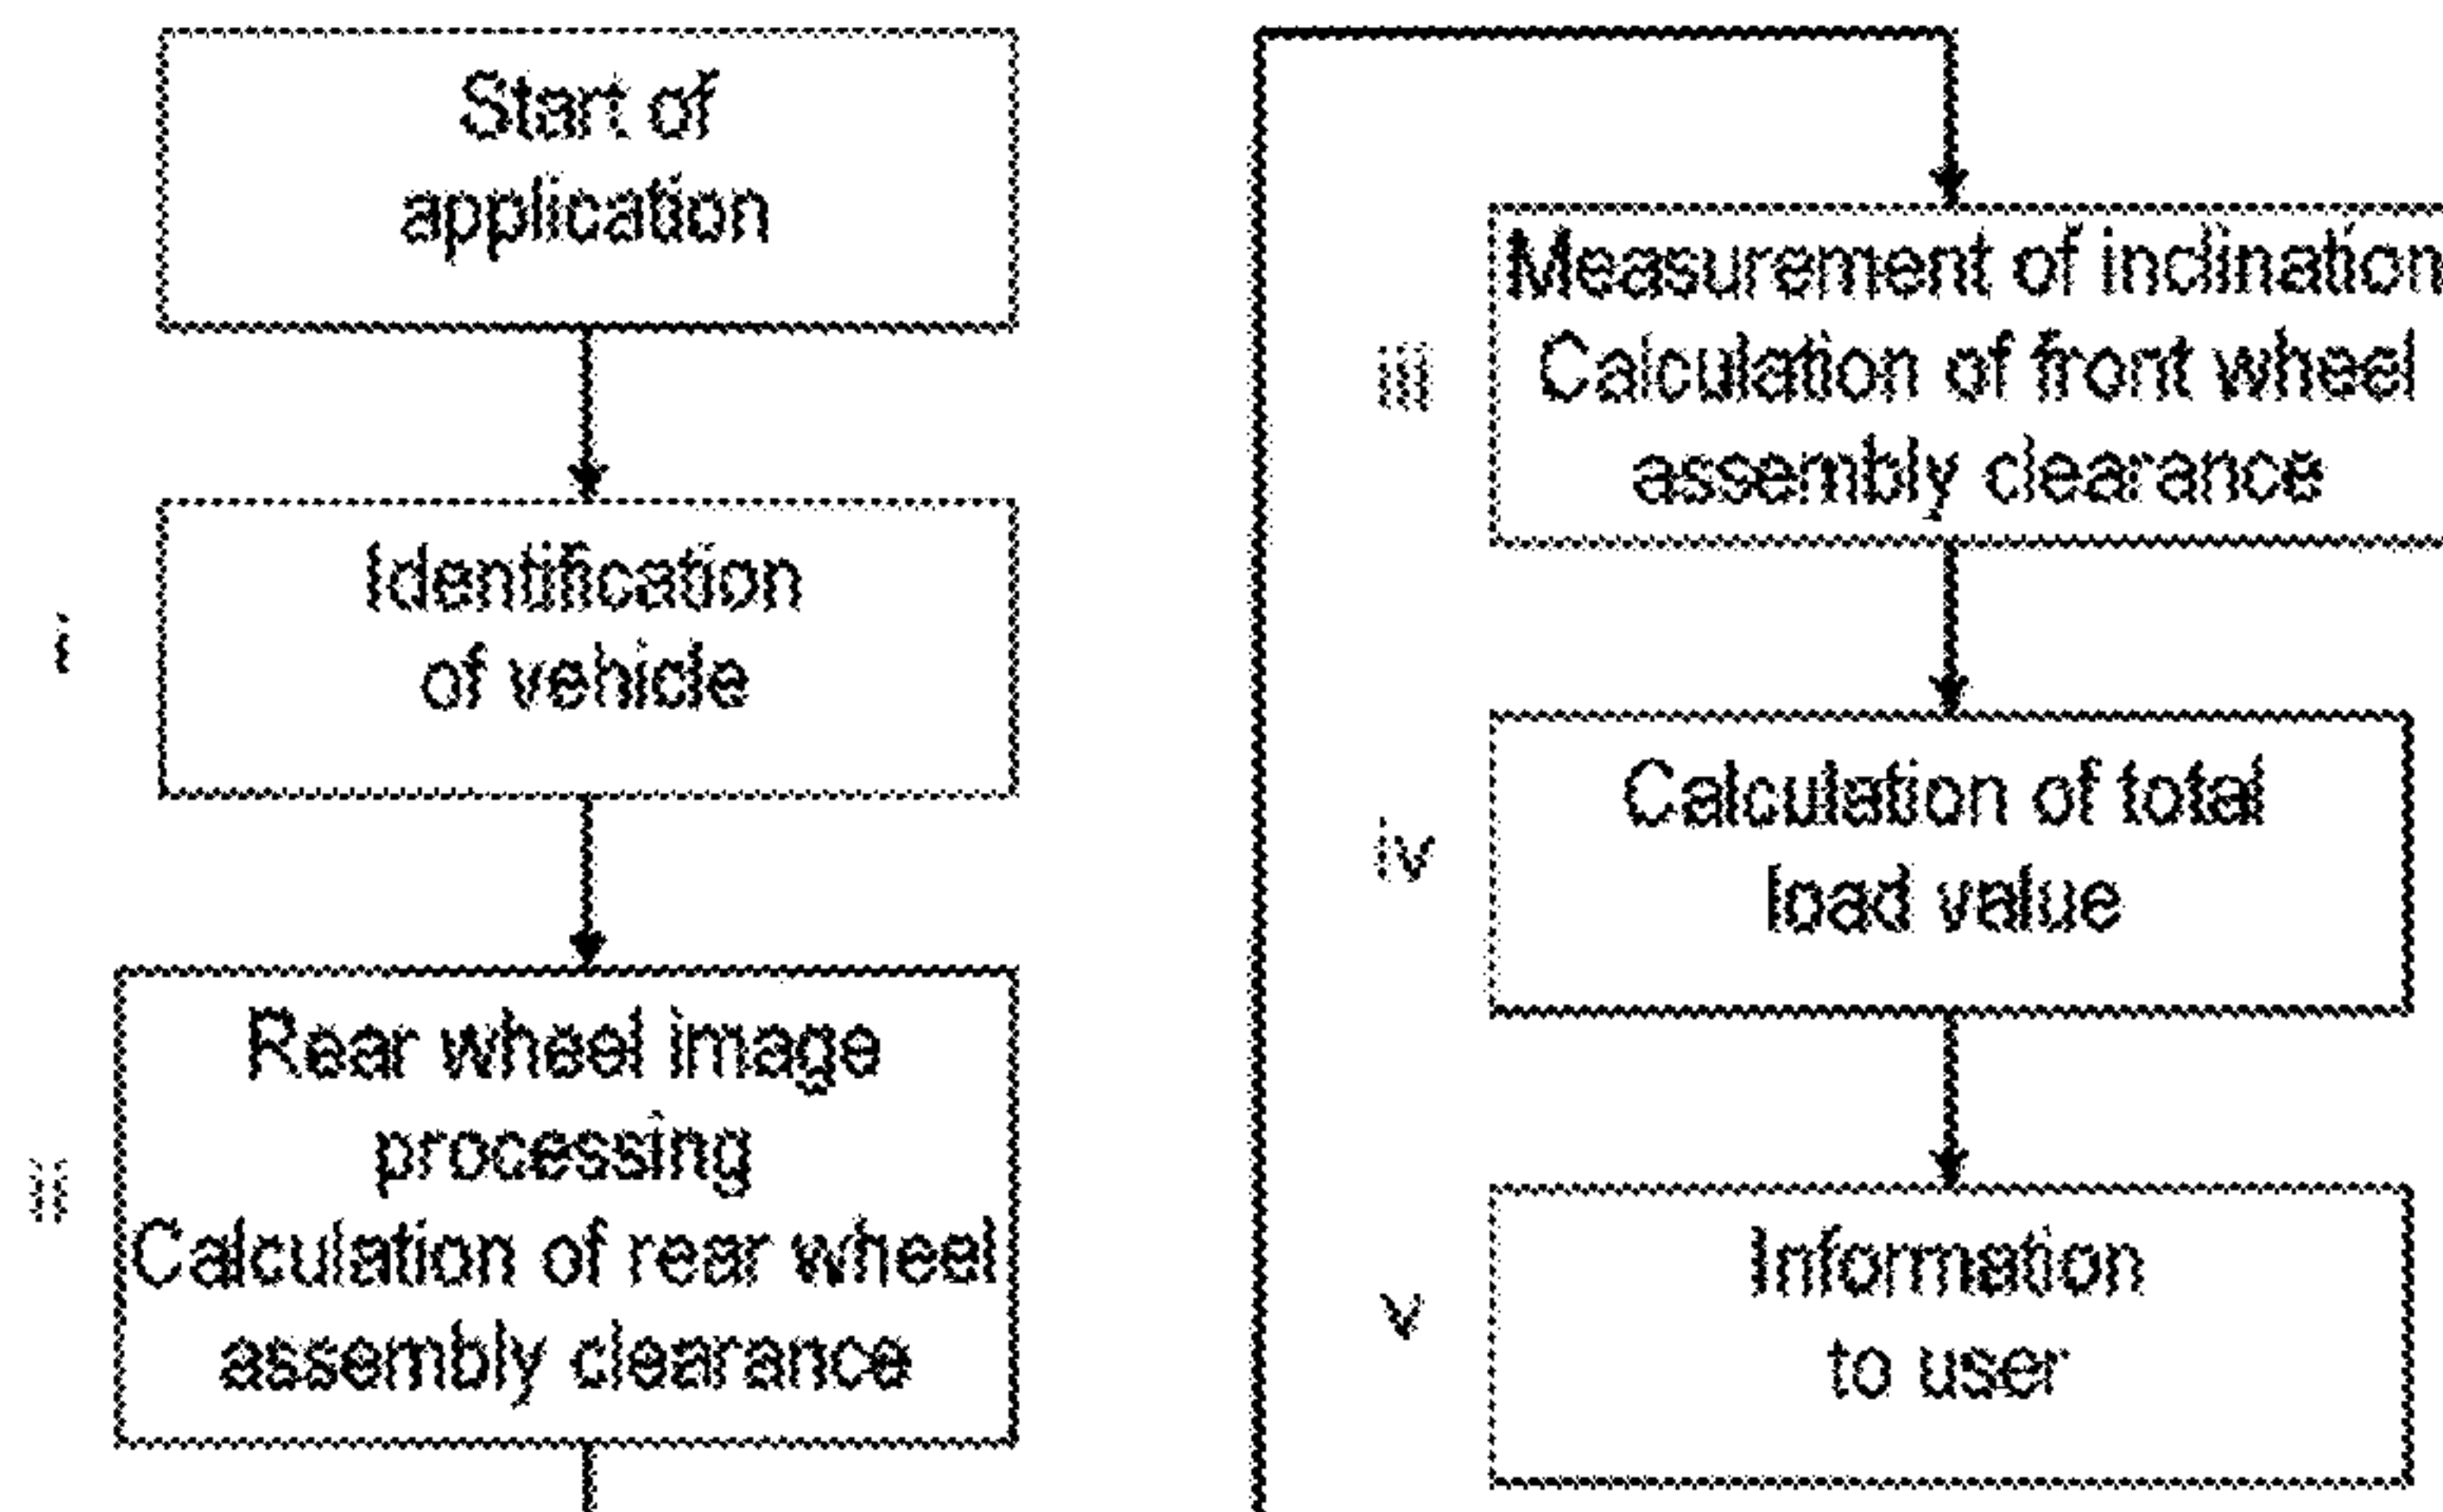 Start of
application
i
Identification
of vehicle
ii
Rear wheel image
processing
Calculation of rear wheel
assembly clearance
iii
Measurement of inclination
Calculation of front wheel
assembly clearance
iv
Calculation of total
load value
v
Information
to user